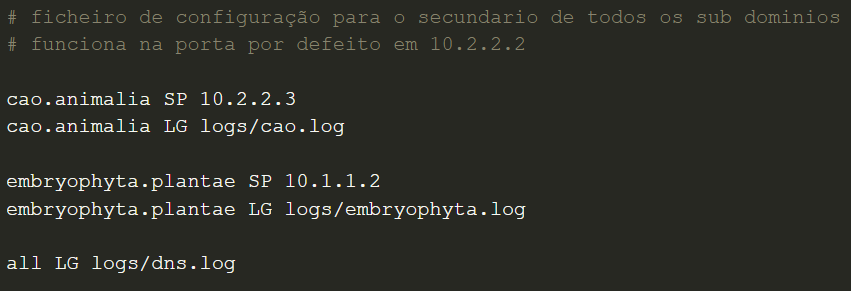 # ficheiro de configuração para o secundario de todos os sub dominios
# funciona na porta por defeito em 10.2.2.2
cao.animalia SP 10.2.2.3
cao.animalia LG logs/cao.log
embryophyta.plantae SP 10.1.1.2
embryophyta.plantae LG logs/embryophyta.log
all LG logs/dns.log